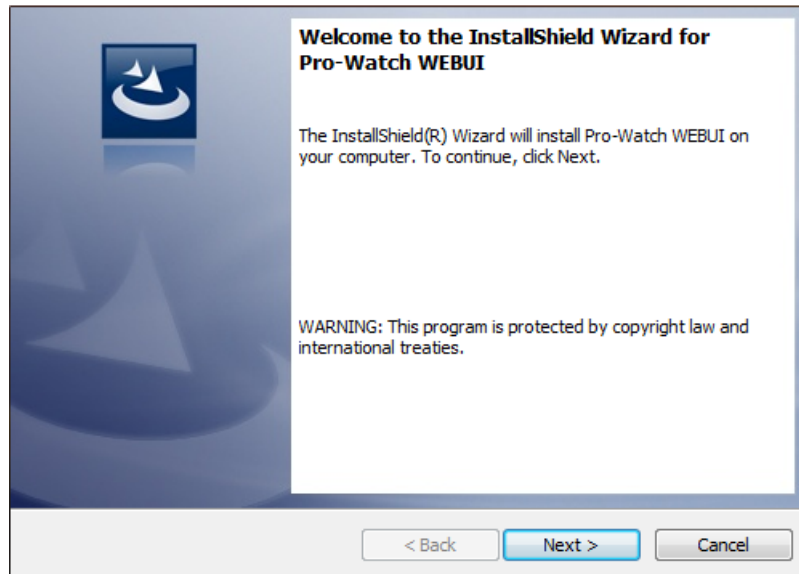 Welcome to the InstallShield Wizard for
Pro-Watch WEBUI
The InstallShield(R) Wizard will install Pro-Watch WEBUI on
your computer. To continue, click Next.
WARNING: This program is protected by copyright law and
international treaties.
< Back Next > Cancel